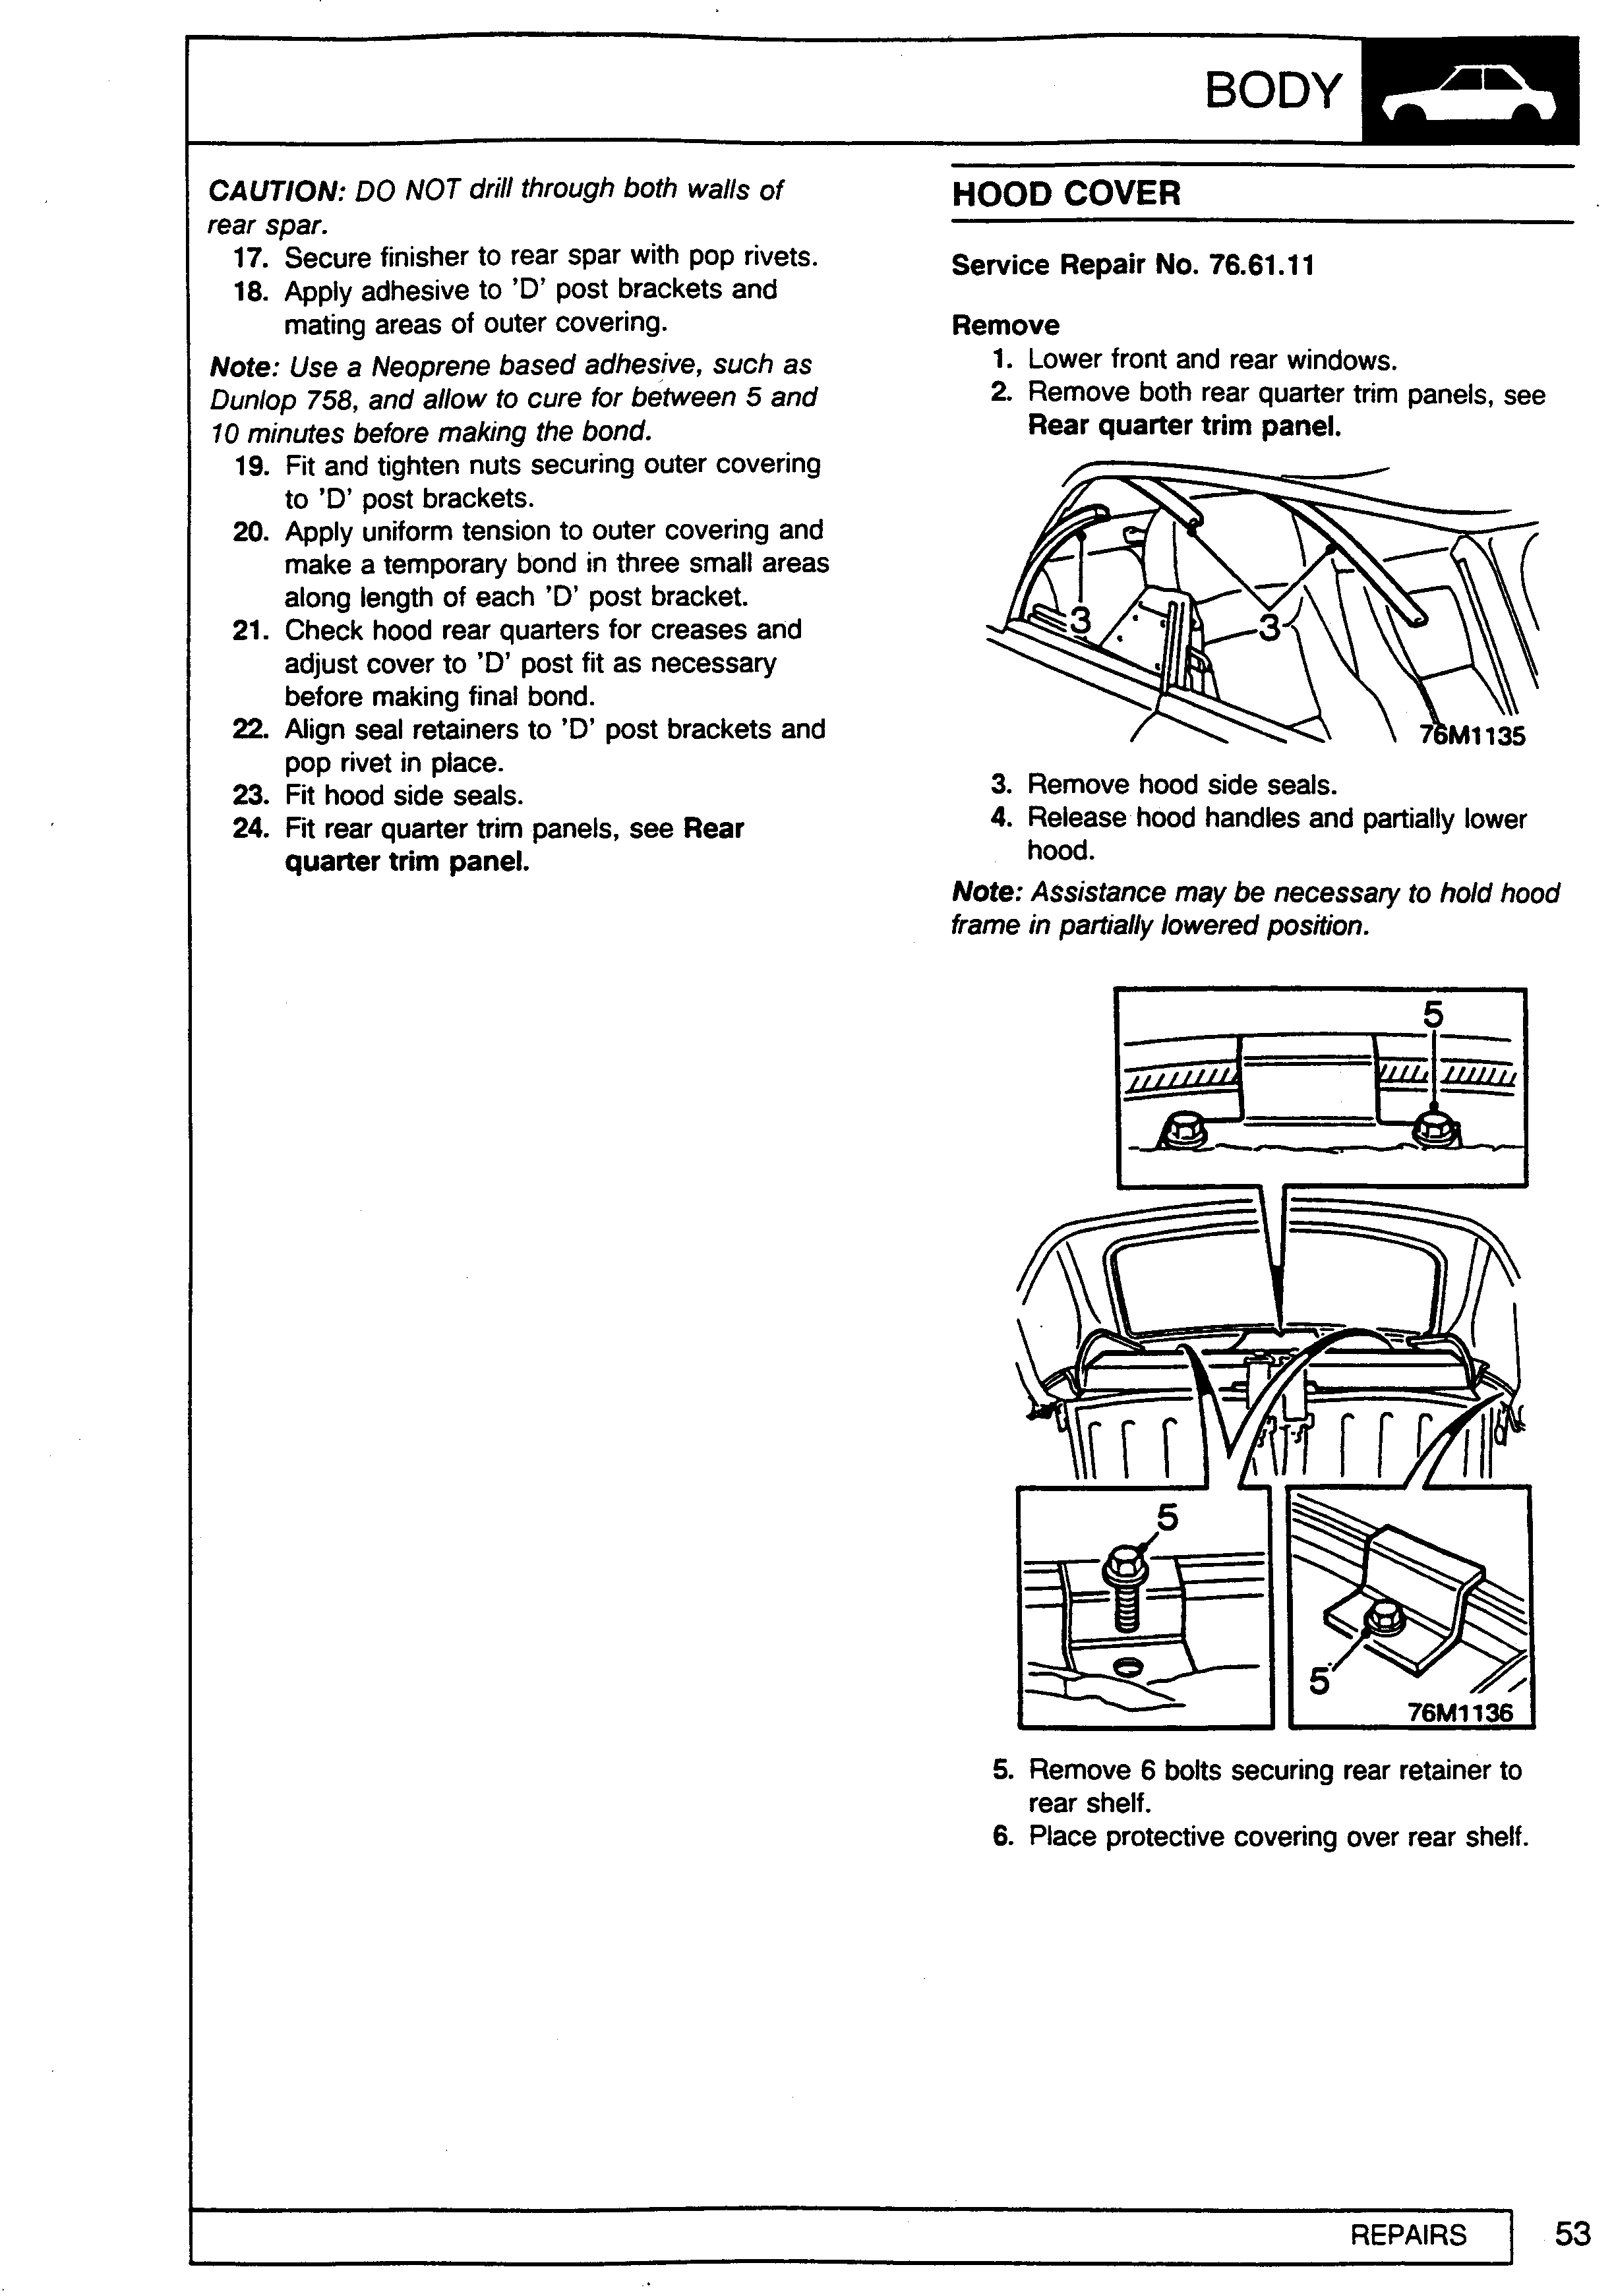 BODY
CAUTION: DO NOT drill through both walls of
rear spar.
17. Secure finisher to rear spar with pop rivets.
18. Apply adhesive to 'D' post brackets and
mating areas of outer covering.
Note: Use a Neoprene based adhesive, such as
Dunlop 758, and allow to cure for between 5 and
10 minutes before making the bond.
19. Fit and tighten nuts securing outer covering
to 'D' post brackets.
20. Apply uniform tension to outer covering and
make a temporary bond in three small areas
along length of each 'D' post bracket.
21. Check hood rear quarters for creases and
adjust cover to 'D' post fit as necessary
before making final bond.
22. Align seal retainers to 'D' post brackets and
pop rivet in place.
23. Fit hood side seals.
24. Fit rear quarter trim panels, see Rear
quarter trim panel.
HOOD COVER
Service Repair No. 76.61.11
Remove
1. Lower front and rear windows.
2. Remove both rear quarter trim panels, see
Rear quarter trim panel.
3
3
76M1135
3. Remove hood side seals.
4. Release hood handles and partially lower
hood.
Note: Assistance may be necessary to hold hood
frame in partially lowered position.
5
5
5
76M1136
5. Remove 6 bolts securing rear retainer to
rear shelf.
6. Place protective covering over rear shelf.
REPAIRS
53